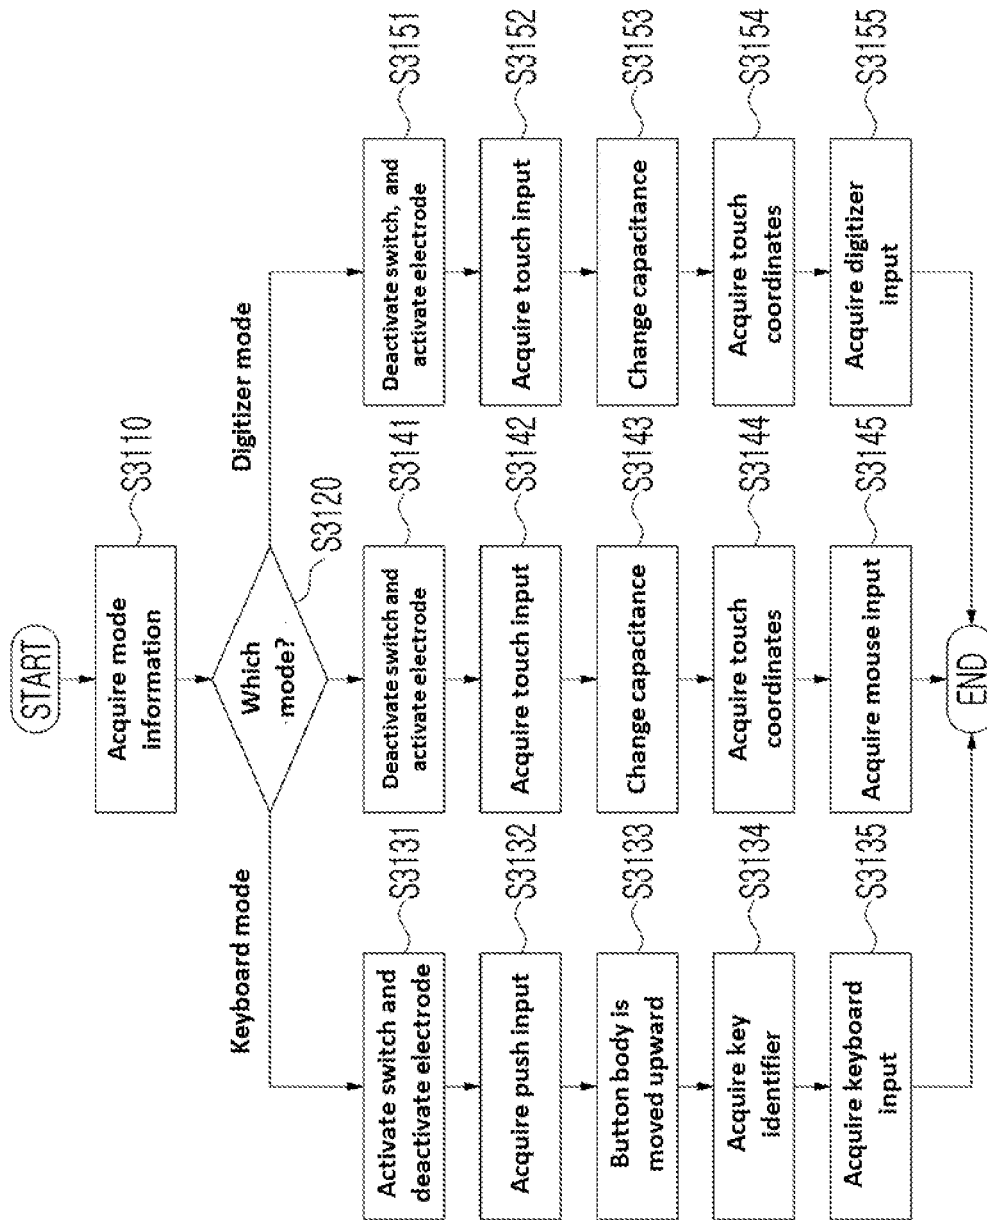 START
Acquire mode
information
S3110
Which
mode?
S3120
Keyboard mode
Digitizer mode
Activate switch and
deactivate electrode
S3131
Acquire push input
S3132
Button body is
moved upward
S3133
Acquire key
identifier
S3134
Acquire keyboard
input
S3135
Deactivate switch and
activate electrode
S3141
Acquire touch input
S3142
Change capacitance
S3143
Acquire touch
coordinates
S3144
Acquire mouse input
S3145
Deactivate switch, and
activate electrode
S3151
Acquire touch input
S3152
Change capacitance
S3153
Acquire touch
coordinates
S3154
Acquire digitizer
input
S3155
END